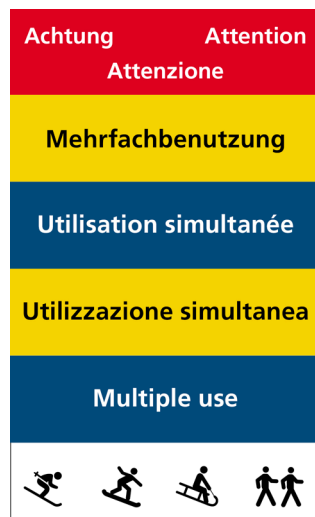 Achtung Attention
Attenzione
Mehrfachbenutzung
Utilisation simultanée
Utilizzazione simultanea
Multiple use